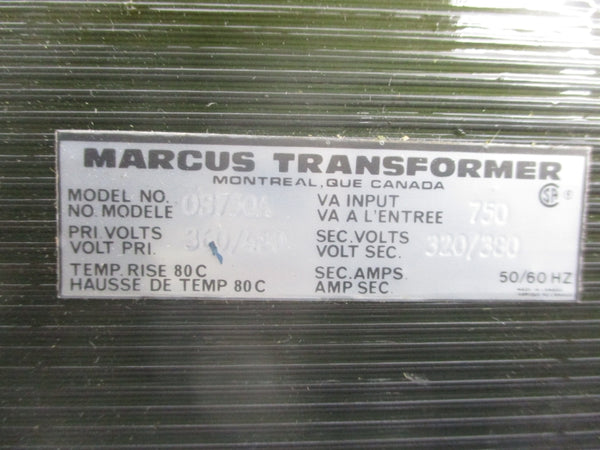 MARCUS TRANSFORMER
MONTREAL, QUE CANADA
MODEL NO.
NO. MODELE
VA INPUT 750
VA A L'ENTREE
PRI. VOLTS
VOLT PRI.
SEC. VOLTS 320/380
VOLT SEC.
TEMP. RISE 80 C
HAUSSE DE TEMP 80 C
SEC. AMPS.
AMP SEC.
50/60 HZ